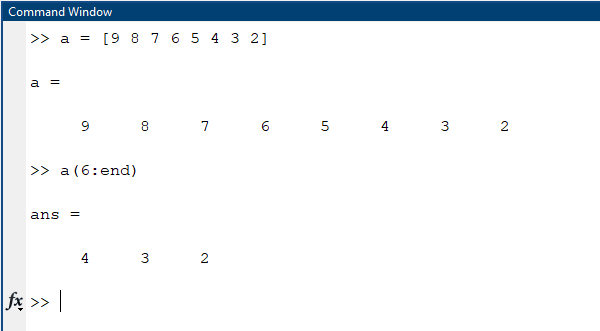 Command Window
>> a = [9 8 7 6 5 4 3 2]
a =
9 8 7 6 5 4 3 2
>> a(6:end)
ans =
4 3 2
fx >>